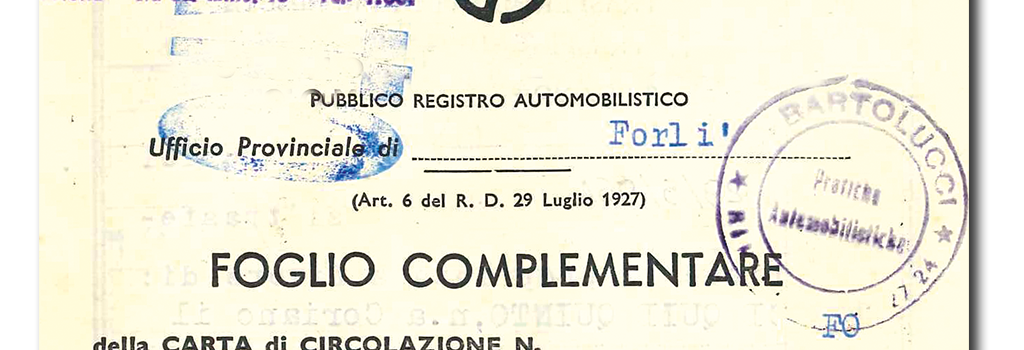 PUBBLICO REGISTRO AUTOMOBILISTICO
Ufficio Provinciale di Forli'
(Art. 6 del R. D. 29 Luglio 1927)
FOGLIO COMPLEMENTARE
FO
della CARTA di CIRCOLAZIONE N.
BARTOLUCCI
Pratiche
Automobilistiche